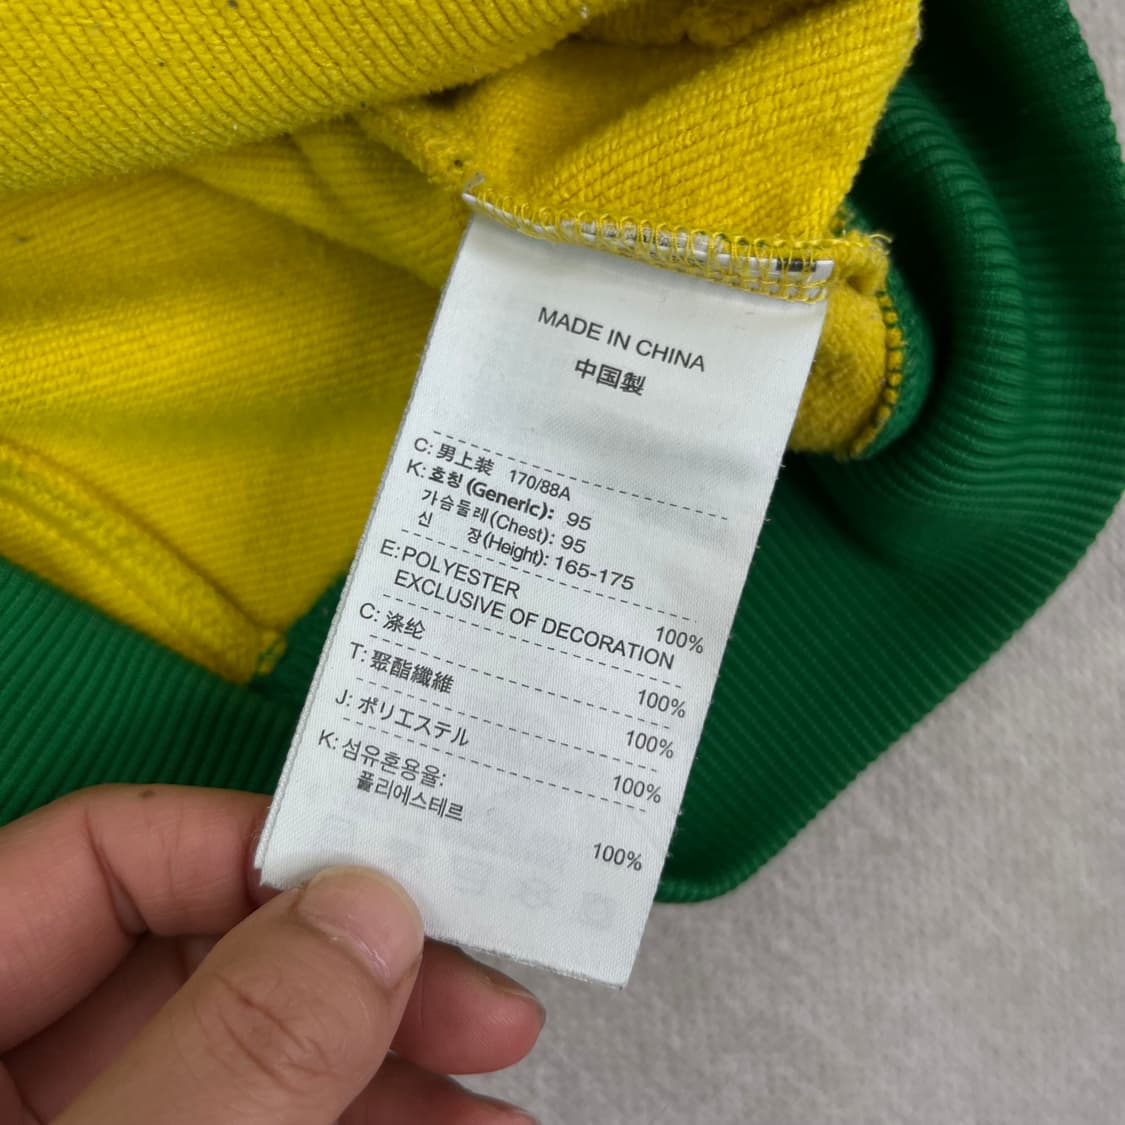 MADE IN CHINA
中国製
C: 男上装 170/88A
K: 호칭 (Generic): 95
가슴둘레(Chest): 95
신 장(Height): 165-175
E: POLYESTER 100%
EXCLUSIVE OF DECORATION
C: 涤纶 100%
T: 聚酯纖維 100%
J: ポリエステル 100%
K: 섬유혼용율:
폴리에스테르 100%